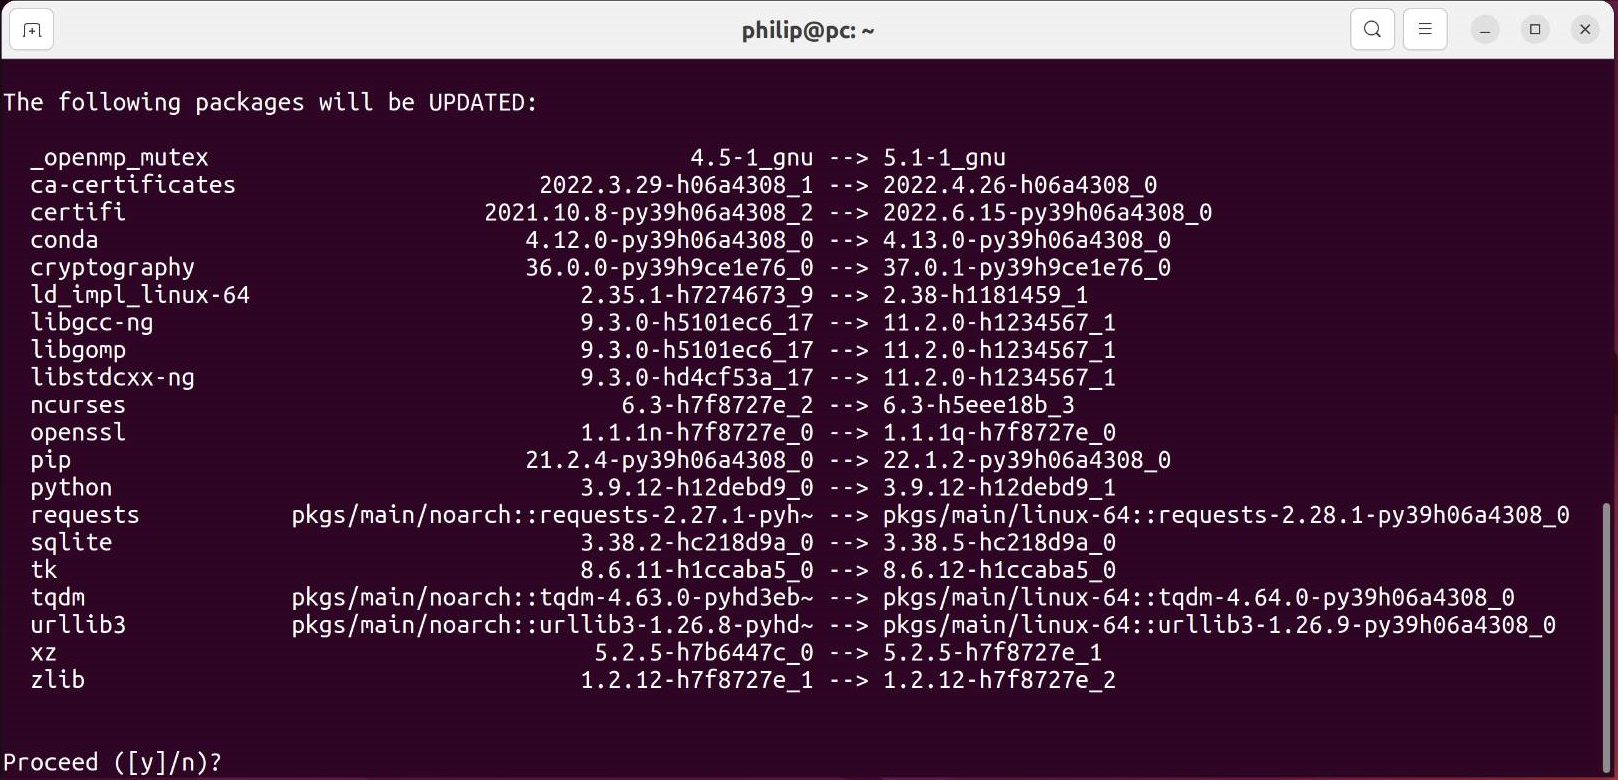 philip@pc: ~
The following packages will be UPDATED:
_openmp_mutex 4.5-1_gnu --> 5.1-1_gnu
ca-certificates 2022.3.29-h06a4308_1 --> 2022.4.26-h06a4308_0
certifi 2021.10.8-py39h06a4308_2 --> 2022.6.15-py39h06a4308_0
conda 4.12.0-py39h06a4308_0 --> 4.13.0-py39h06a4308_0
cryptography 36.0.0-py39h9ce1e76_0 --> 37.0.1-py39h9ce1e76_0
ld_impl_linux-64 2.35.1-h7274673_9 --> 2.38-h1181459_1
libgcc-ng 9.3.0-h5101ec6_17 --> 11.2.0-h1234567_1
libgomp 9.3.0-h5101ec6_17 --> 11.2.0-h1234567_1
libstdcxx-ng 9.3.0-hd4cf53a_17 --> 11.2.0-h1234567_1
ncurses 6.3-h7f8727e_2 --> 6.3-h5eee18b_3
openssl 1.1.1n-h7f8727e_0 --> 1.1.1q-h7f8727e_0
pip 21.2.4-py39h06a4308_0 --> 22.1.2-py39h06a4308_0
python 3.9.12-h12debd9_0 --> 3.9.12-h12debd9_1
requests pkgs/main/noarch::requests-2.27.1-pyh~ --> pkgs/main/linux-64::requests-2.28.1-py39h06a4308_0
sqlite 3.38.2-hc218d9a_0 --> 3.38.5-hc218d9a_0
tk 8.6.11-h1ccaba5_0 --> 8.6.12-h1ccaba5_0
tqdm pkgs/main/noarch::tqdm-4.63.0-pyhd3eb~ --> pkgs/main/linux-64::tqdm-4.64.0-py39h06a4308_0
urllib3 pkgs/main/noarch::urllib3-1.26.8-pyhd~ --> pkgs/main/linux-64::urllib3-1.26.9-py39h06a4308_0
xz 5.2.5-h7b6447c_0 --> 5.2.5-h7f8727e_1
zlib 1.2.12-h7f8727e_1 --> 1.2.12-h7f8727e_2
Proceed ([y]/n)?